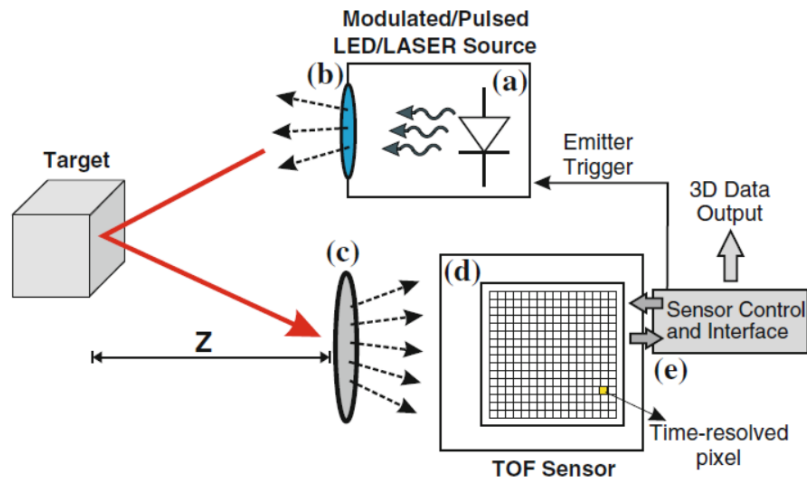 Modulated/Pulsed
LED/LASER Source
(b)
(a)
Target
Emitter
Trigger
3D Data
Output
(c)
(d)
Sensor Control
and Interface
Z
(e)
Time-resolved
pixel
TOF Sensor